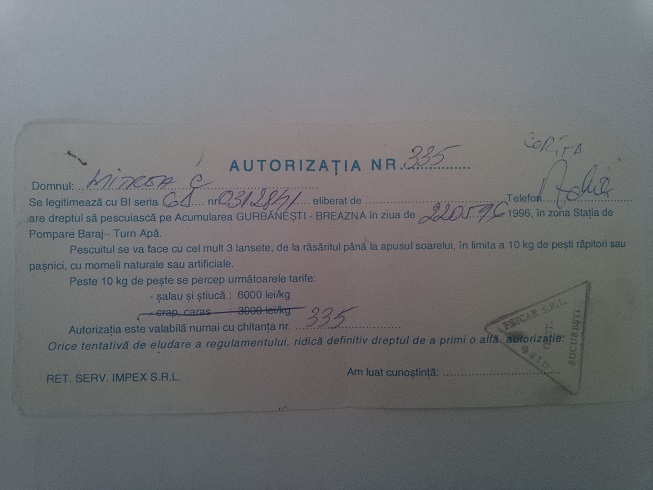 AUTORIZAȚIA NR. 335
Domnul: MIRCEA C
Se legitimează cu BI seria GS nr. 031284 eliberat de Telefon
are dreptul să pescuiască pe Acumularea GURBĂNEȘTI - BREAZNA în ziua de 1996, în zona Stația de
Pompare Baraj-- Turn Apă.
Pescuitul se va face cu cel mult 3 lansete, de la răsăritul până la apusul soarelui, în limita a 10 kg de pești răpitori sau
pașnici, cu momeli naturale sau artificiale.
Peste 10 kg de pește se percep următoarele tarife:
- șalau și știucă : 6000 lei/kg
- crap, caras : 3000 lei/kg
Autorizația este valabilă numai cu chitanța nr. 335
Orice tentativă de eludare a regulamentului, ridică definitiv dreptul de a primi o altă autorizație.
RET. SERV. IMPEX S.R.L.
Am luat cunoștință:
PESCAR S.R.L.
BUCUREȘTI